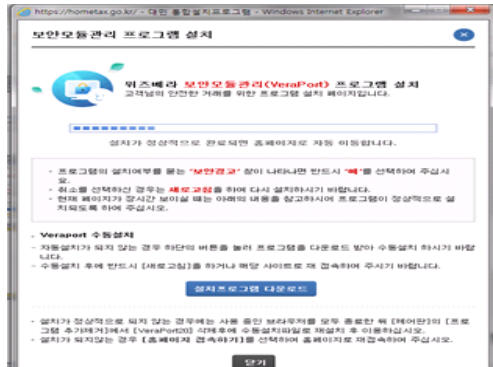 https://hometax.go.kr/ - 대민 통합설치프로그램 - Windows Internet Explorer
보안모듈관리 프로그램 설치
위즈베라 보안모듈관리(VeraPort) 프로그램 설치
고객님의 안전한 거래를 위한 프로그램 설치 페이지입니다.
설치가 정상적으로 완료되면 홈페이지로 자동 이동됩니다.
- 프로그램의 설치여부를 묻는 '보안경고' 창이 나타나면 반드시 '예'를 선택하여 주십시
오.
- 취소를 선택하신 경우는 새로고침을 하여 다시 설치하시기 바랍니다.
- 현재 페이지가 장시간 보이실 때는 아래의 내용을 참고하시어 프로그램이 정상적으로 설
치되도록 하여 주십시오.
- Veraport 수동설치
- 자동설치가 되지 않는 경우 하단의 버튼을 눌러 프로그램을 다운로드 받아 수동설치 하시기 바랍
니다.
- 수동설치 후에 반드시 [새로고침]을 하거나 해당 사이트로 재 접속하여 주시기 바랍니다.
설치프로그램 다운로드
- 설치가 정상적으로 되지 않는 경우에는 사용 중인 브라우저를 모두 종료한 뒤 [제어판]의 [프로
그램 추가제거]에서 [VeraPort20] 삭제후에 수동설치파일로 재설치 후 이용하십시오.
- 설치가 되지않는 경우 [홈페이지 접속하기]를 선택하여 홈페이지로 재접속하여 주십시오.
닫기